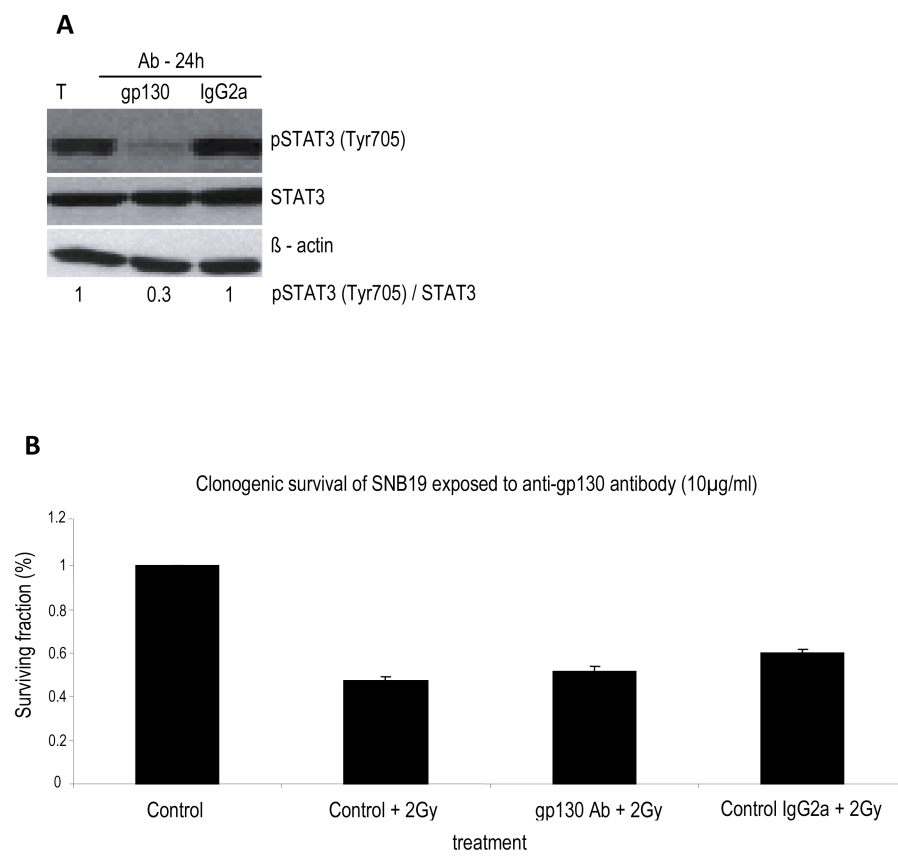 A
Ab - 24h
T gp130 IgG2a
pSTAT3 (Tyr705)
STAT3
ß - actin
1 0.3 1 pSTAT3 (Tyr705) / STAT3
B
Clonogenic survival of SNB19 exposed to anti-gp130 antibody (10µg/ml)
Surviving fraction (%)
1.2
1
0.8
0.6
0.4
0.2
0
Control Control + 2Gy gp130 Ab + 2Gy Control IgG2a + 2Gy
treatment